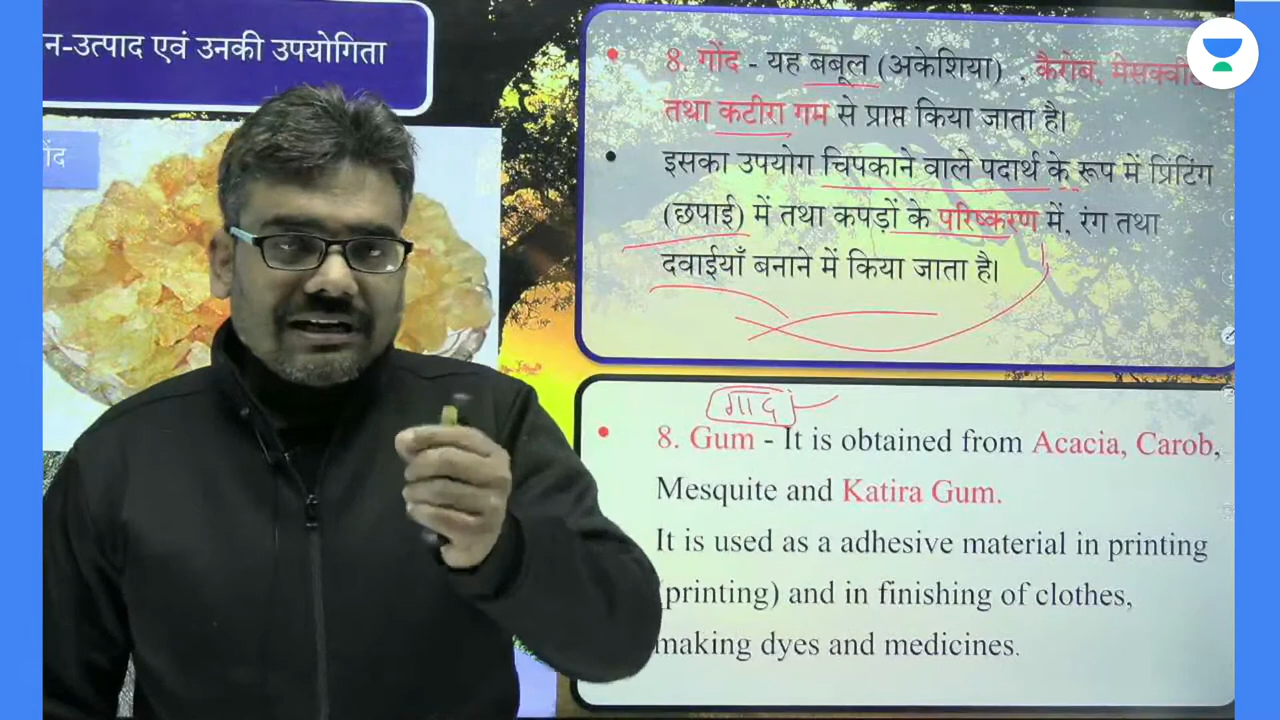 न-उत्पाद एवं उनकी उपयोगिता
ोंद
8. गोंद - यह बबूल (अकेशिया) , कैरोब, मेसक्वी
तथा कटीरा गम से प्राप्त किया जाता है।
इसका उपयोग चिपकाने वाले पदार्थ के रूप में प्रिंटिंग
(छपाई) में तथा कपड़ों के परिष्करण में, रंग तथा
दवाईयाँ बनाने में किया जाता है।
8. Gum - It is obtained from Acacia, Carob,
Mesquite and Katira Gum.
It is used as a adhesive material in printing
(printing) and in finishing of clothes,
making dyes and medicines.